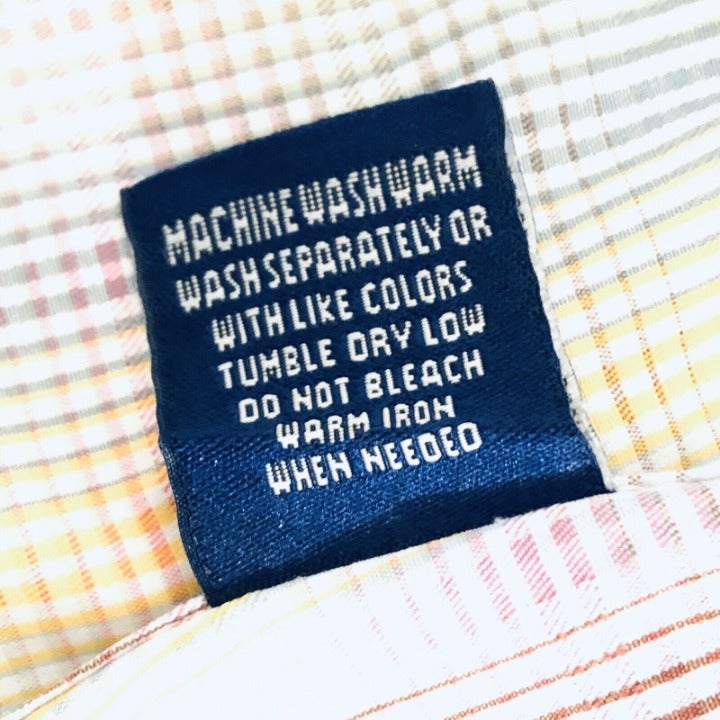 MACHINE WASH WARM
WASH SEPARATELY OR
WITH LIKE COLORS
TUMBLE DRY LOW
DO NOT BLEACH
WARM IRON
WHEN NEEDED